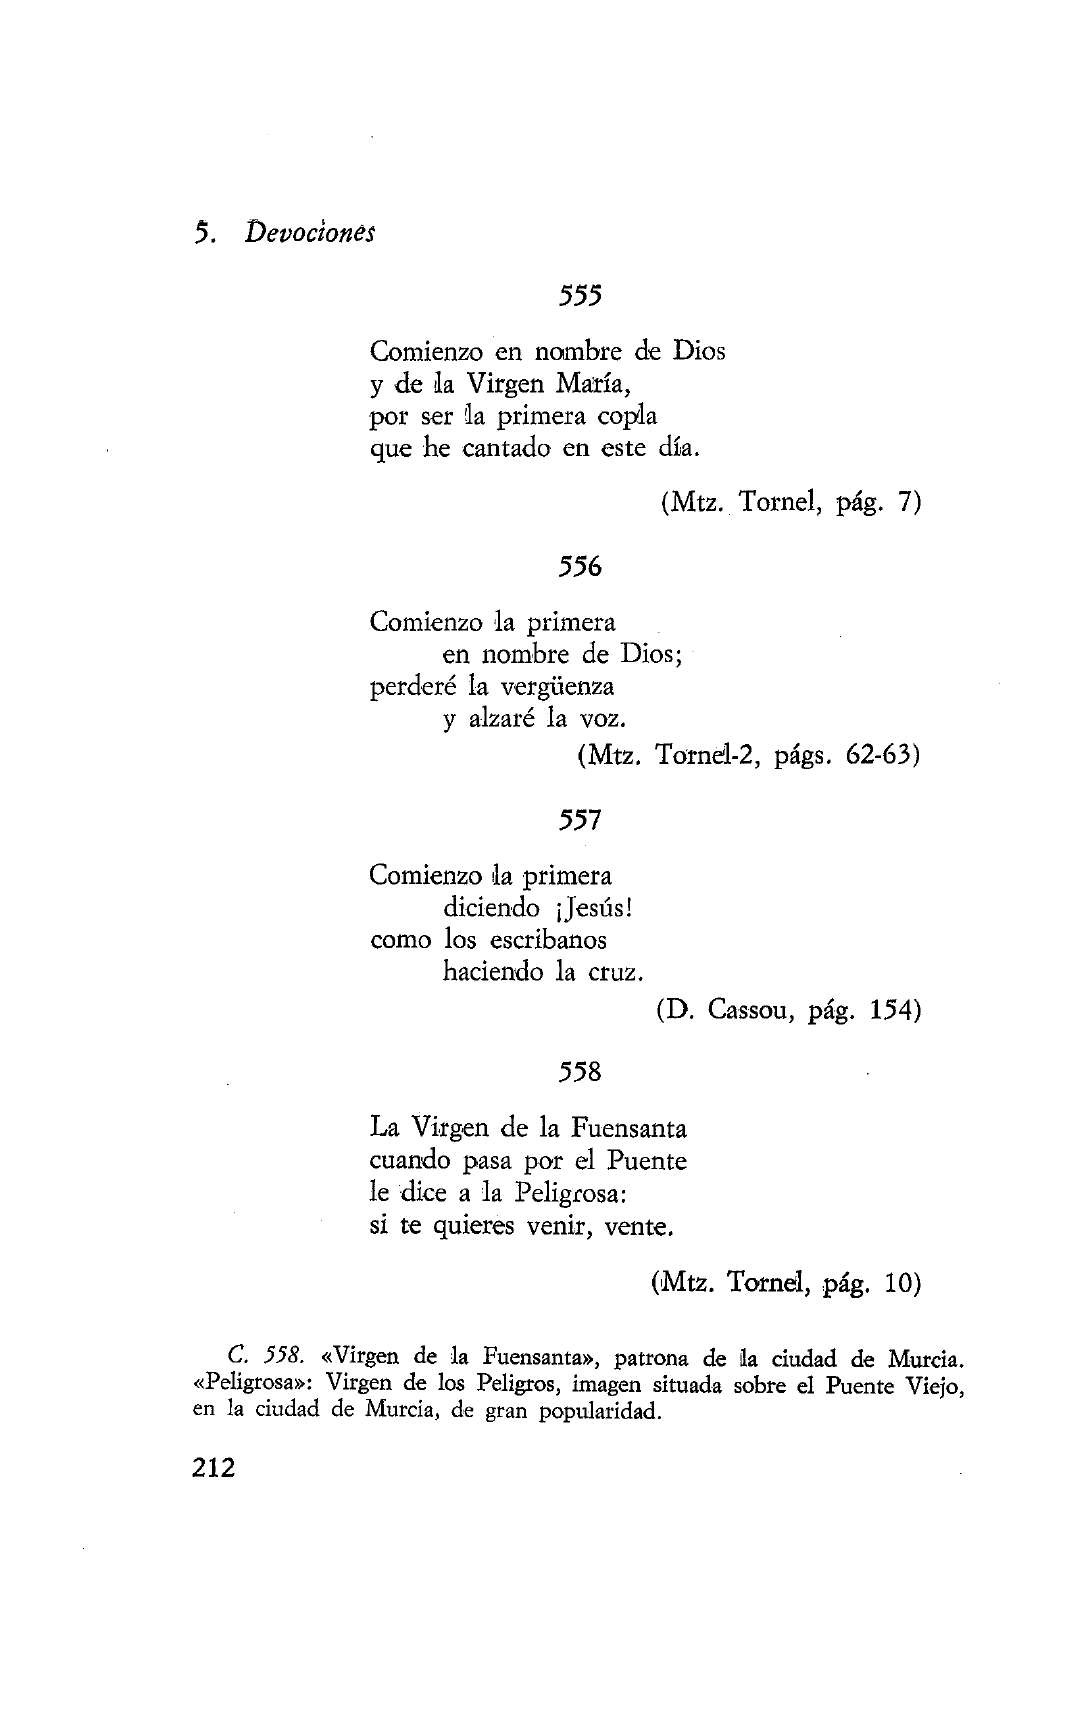 5. Devociones
555
Comienzo en nombre de Dios
y de la Virgen María,
por ser la primera copla
que he cantado en este día.
(Mtz. Tornel, pág. 7)
556
Comienzo la primera
en nombre de Dios;
perderé la vergüenza
y alzaré la voz.
(Mtz. Tornel-2, págs. 62-63)
557
Comienzo la primera
diciendo ¡Jesús!
como los escribanos
haciendo la cruz.
(D. Cassou, pág. 154)
558
La Virgen de la Fuensanta
cuando pasa por el Puente
le dice a la Peligrosa:
si te quieres venir, vente.
(Mtz. Tornel, pág. 10)
C. 558. «Virgen de la Fuensanta», patrona de la ciudad de Murcia.
«Peligrosa»: Virgen de los Peligros, imagen situada sobre el Puente Viejo,
en la ciudad de Murcia, de gran popularidad.
212